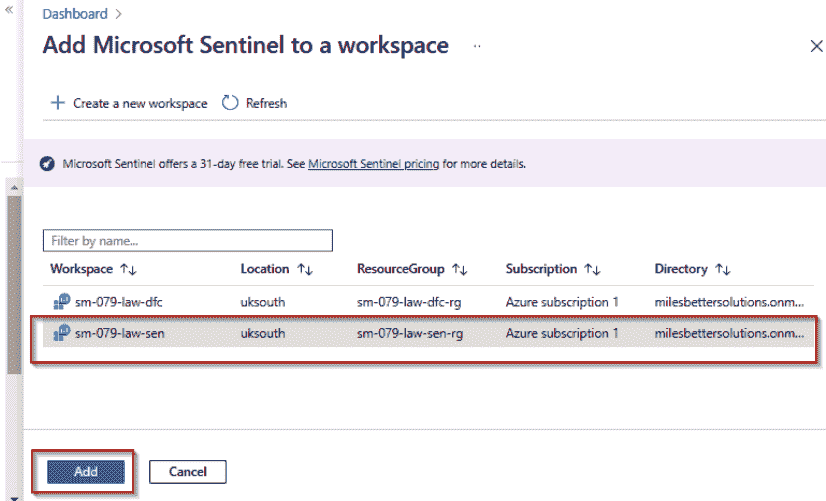 Dashboard >
Add Microsoft Sentinel to a workspace
+ Create a new workspace Refresh
Microsoft Sentinel offers a 31-day free trial. See Microsoft Sentinel pricing for more details.
Filter by name...
Workspace ↑↓ Location ↑↓ ResourceGroup ↑↓ Subscription ↑↓ Directory ↑↓
sm-079-law-dfc uksouth sm-079-law-dfc-rg Azure subscription 1 milesbettersolutions.onm...
sm-079-law-sen uksouth sm-079-law-sen-rg Azure subscription 1 milesbettersolutions.onm...
Add Cancel